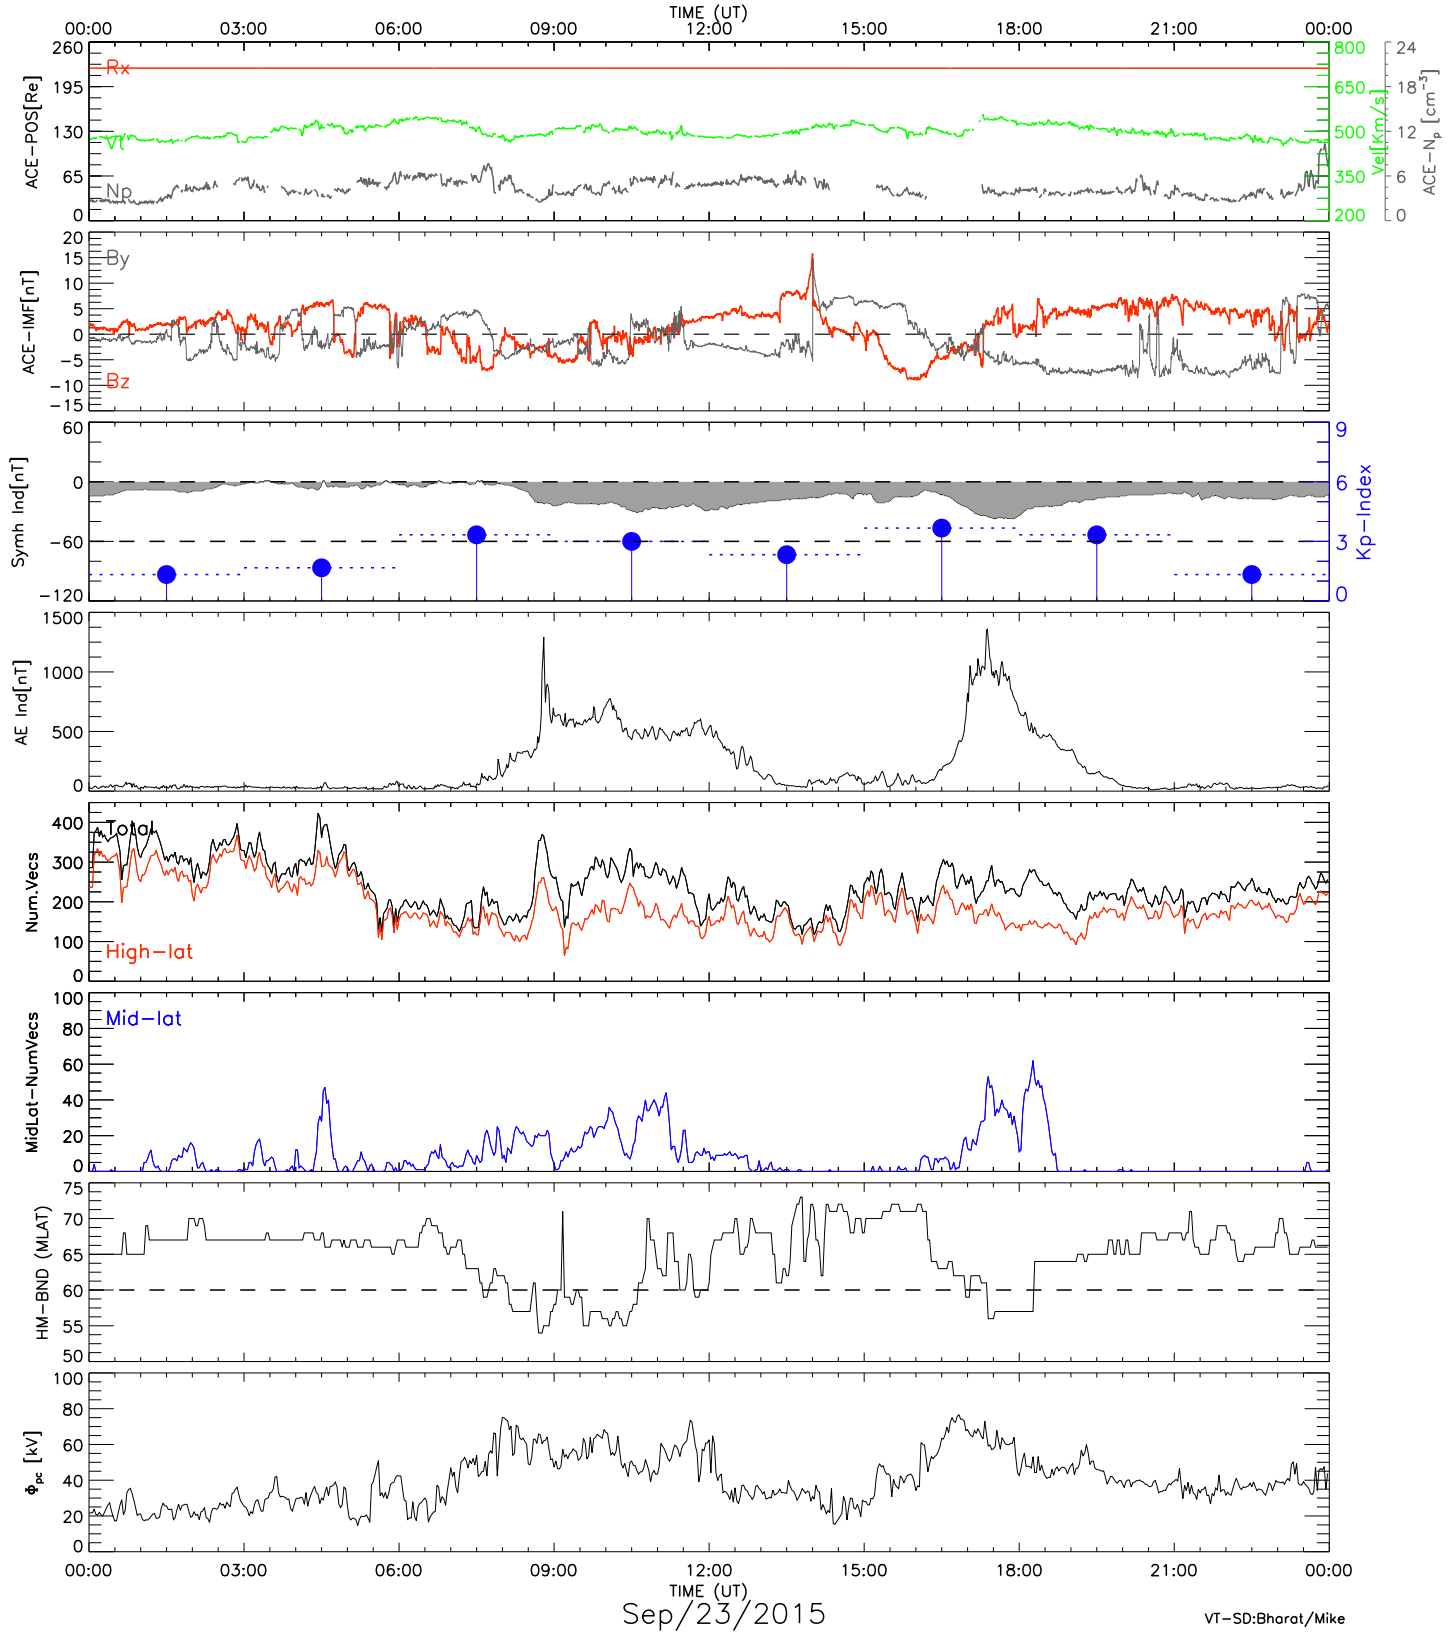 TIME (UT)
00:00 03:00 06:00 09:00 12:00 15:00 18:00 21:00 00:00
ACE-POS[Re]
260
195
130
65
0
Rx
Np
800
650
500
350
200
Vel[Km/s]
24
18
12
6
0
ACE-Np [cm-3]
ACE-IMF[nT]
20
15
10
5
0
-5
-10
-15
By
Bz
Symh Ind[nT]
60
0
-60
-120
9
6
3
0
Kp-Index
AE Ind[nT]
1500
1000
500
0
Num.Vecs
400
300
200
100
0
Total
High-lat
MidLat-NumVecs
100
80
60
40
20
0
Mid-lat
HM-BND (MLAT)
75
70
65
60
55
50
Φpc [kV]
100
80
60
40
20
0
00:00 03:00 06:00 09:00 12:00 15:00 18:00 21:00 00:00
TIME (UT)
Sep/23/2015
VT-SD:Bharat/Mike